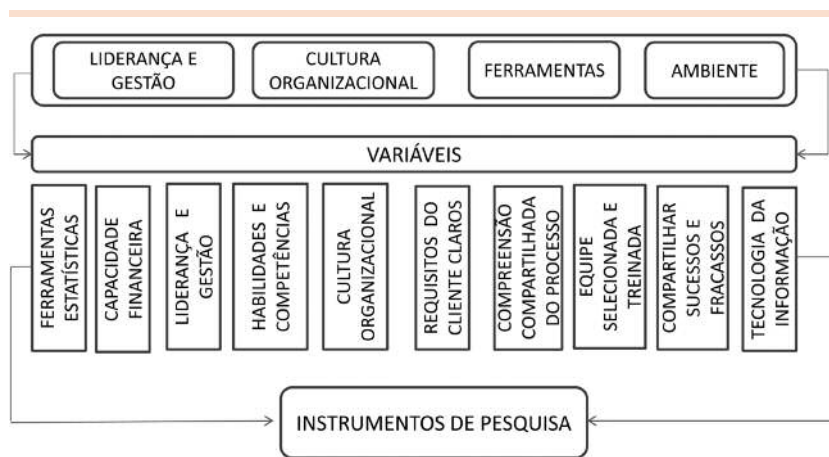 LIDERANÇA E
GESTÃO
CULTURA
ORGANIZACIONAL
FERRAMENTAS
AMBIENTE
VARIÁVEIS
FERRAMENTAS
ESTATÍSTICAS
CAPACIDADE
FINANCEIRA
LIDERANÇA E
GESTÃO
HABILIDADES E
COMPETÊNCIAS
CULTURA
ORGANIZACIONAL
REQUISITOS DO
CLIENTE CLAROS
COMPREENSÃO
COMPARTILHADA
DO PROCESSO
EQUIPE
SELECIONADA E
TREINADA
COMPARTILHAR
SUCESSOS E
FRACASSOS
TECNOLOGIA DA
INFORMAÇÃO
INSTRUMENTOS DE PESQUISA